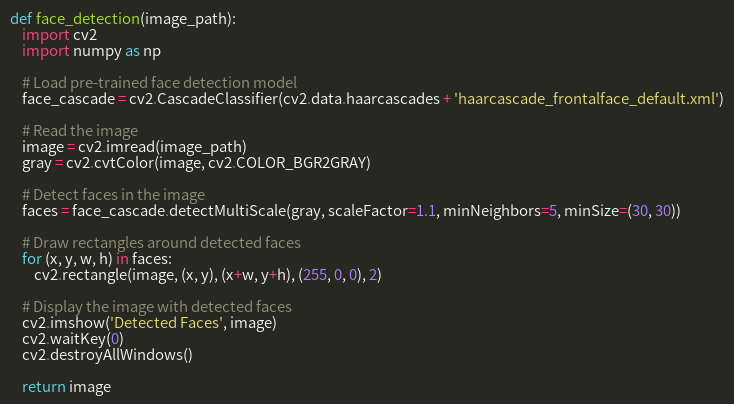 def face_detection(image_path):
    import cv2
    import numpy as np

    # Load pre-trained face detection model
    face_cascade = cv2.CascadeClassifier(cv2.data.haarcascades + 'haarcascade_frontalface_default.xml')

    # Read the image
    image = cv2.imread(image_path)
    gray = cv2.cvtColor(image, cv2.COLOR_BGR2GRAY)

    # Detect faces in the image
    faces = face_cascade.detectMultiScale(gray, scaleFactor=1.1, minNeighbors=5, minSize=(30, 30))

    # Draw rectangles around detected faces
    for (x, y, w, h) in faces:
        cv2.rectangle(image, (x, y), (x+w, y+h), (255, 0, 0), 2)

    # Display the image with detected faces
    cv2.imshow('Detected Faces', image)
    cv2.waitKey(0)
    cv2.destroyAllWindows()

    return image